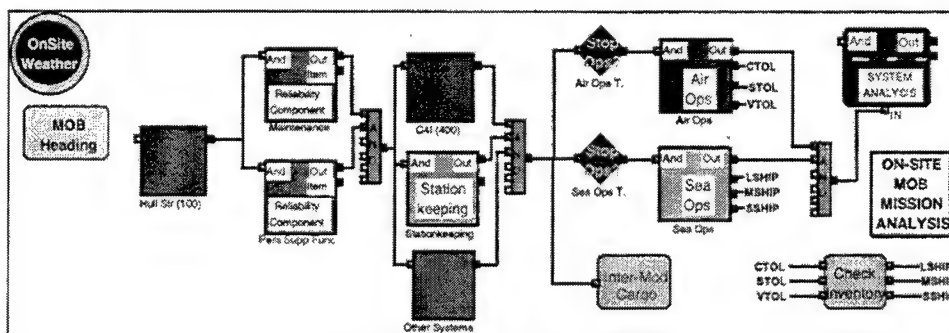 OnSite
Weather
MOB
Heading
Hull Str (100)
And Out
Item
Reliability
Component
Maintenance
And Out
Item
Reliability
Component
Pers Supp Func
C4I (400)
And Out
Station
keeping
Stationkeeping
Other Systems
Stop
Ops?
Air Ops T.
Stop
Ops?
Sea Ops T.
And Out
Air
Ops
CTOL
STOL
VTOL
Air Ops
And Out
Sea
Ops
LSHIP
MSHIP
SSHIP
Sea Ops
Inter-Mod
Cargo
And Out
SYSTEM
ANALYSIS
IN
ON-SITE
MOB
MISSION
ANALYSIS
CTOL
STOL
VTOL
Check
Inventory
LSHIP
MSHIP
SSHIP